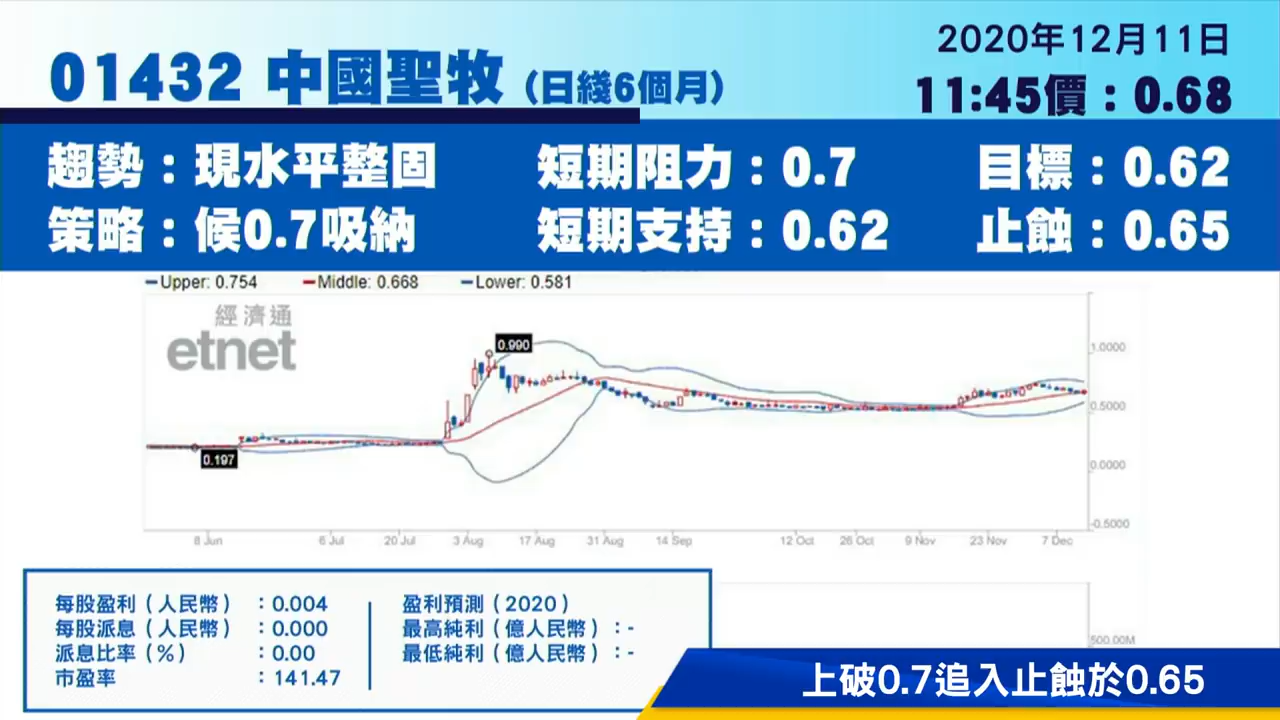 01432 中國聖牧 (日綫6個月)
2020年12月11日
11:45價：0.68
趨勢：現水平整固
短期阻力：0.7
目標：0.62
策略：候0.7吸納
短期支持：0.62
止蝕：0.65
Upper: 0.754 Middle: 0.668 Lower: 0.581
經濟通
etnet
0.990
0.197
1.0000
0.5000
0.0000
-0.5000
8 Jun 6 Jul 20 Jul 3 Aug 17 Aug 31 Aug 14 Sep 12 Oct 26 Oct 9 Nov 23 Nov 7 Dec
500.00M
每股盈利（人民幣）：0.004
每股派息（人民幣）：0.000
派息比率（%）：0.00
市盈率：141.47
盈利預測（2020）
最高純利（億人民幣）：-
最低純利（億人民幣）：-
上破0.7追入止蝕於0.65